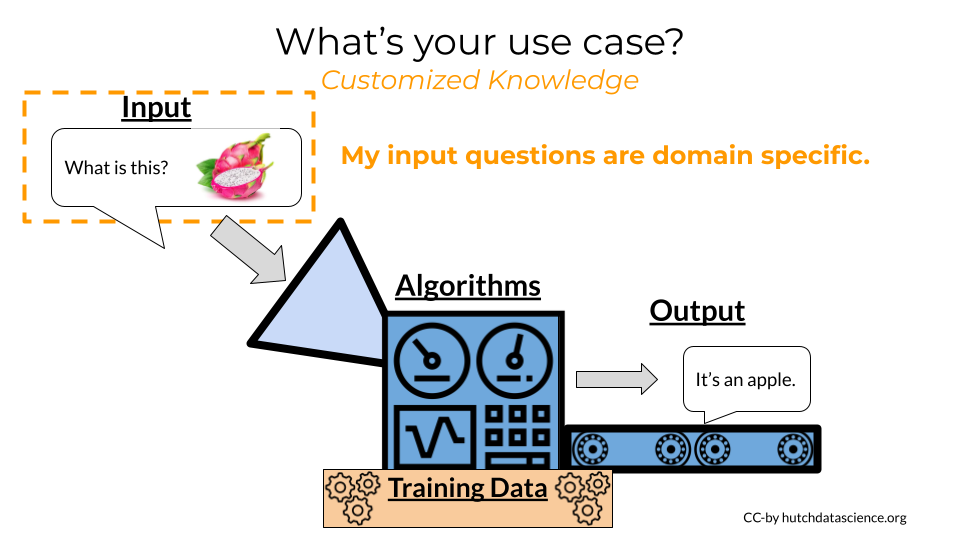 What’s your use case?
Customized Knowledge
Input
What is this?
My input questions are domain specific.
Algorithms
Output
It’s an apple.
Training Data
CC-by hutchdatascience.org